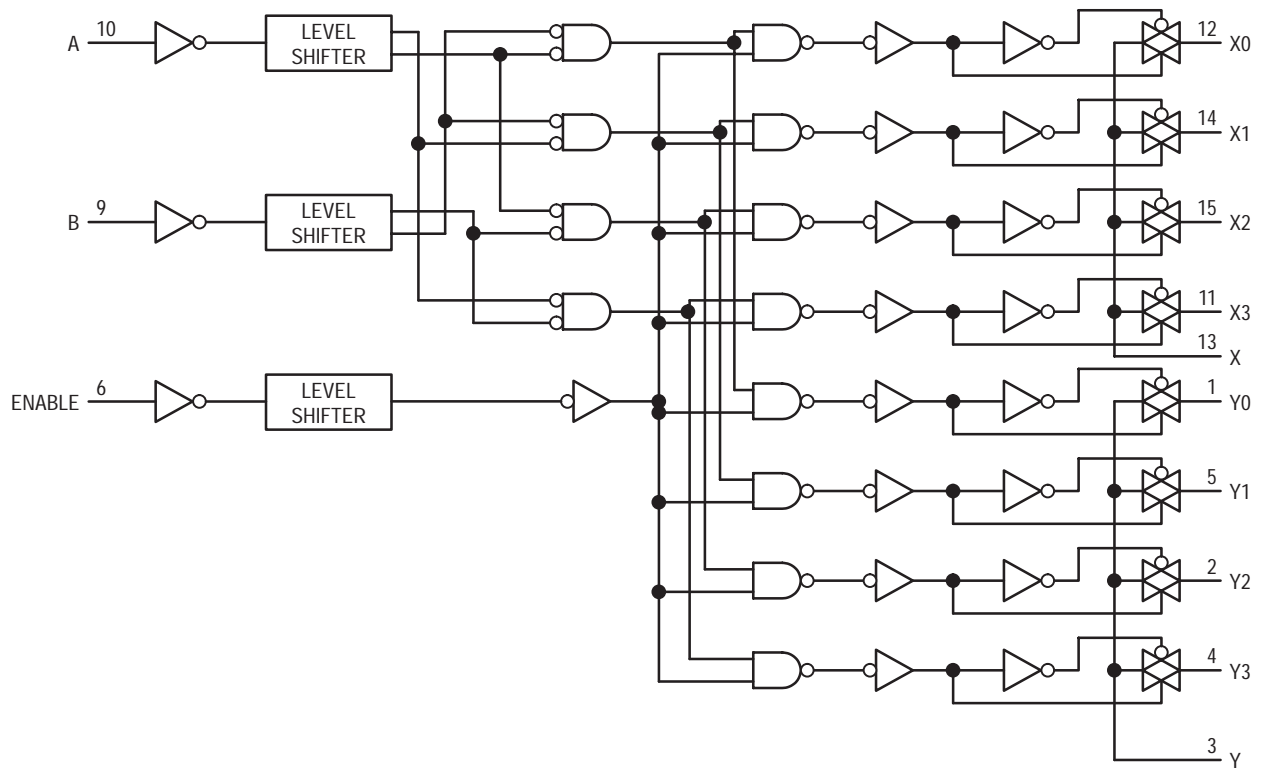 A 10 LEVEL SHIFTER 12 X0
14 X1
B 9 LEVEL SHIFTER 15 X2
11 X3
13 X
ENABLE 6 LEVEL SHIFTER 1 Y0
5 Y1
2 Y2
4 Y3
3 Y